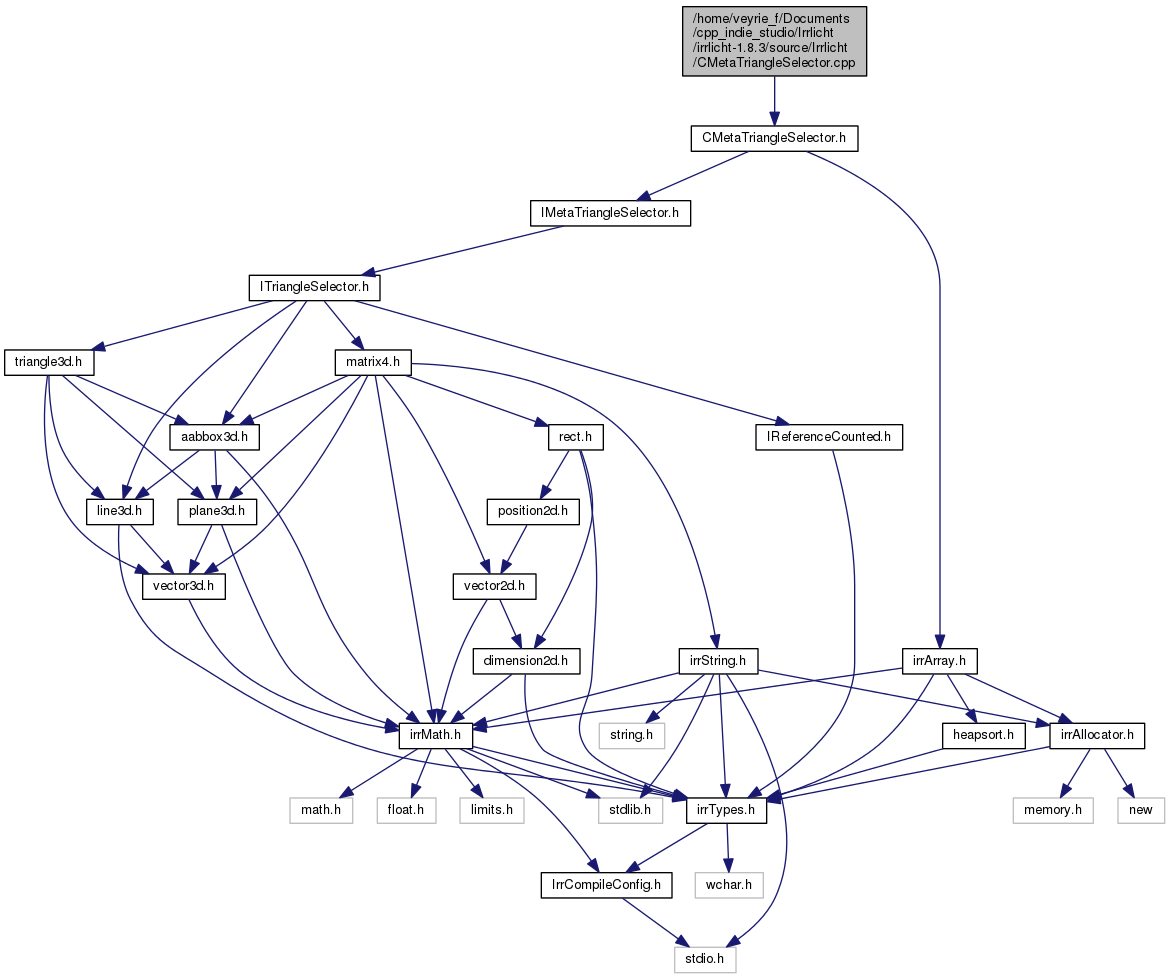 /home/veyrie_f/Documents
/cpp_indie_studio/Irrlicht
/irrlicht-1.8.3/source/Irrlicht
/CMetaTriangleSelector.cpp
CMetaTriangleSelector.h
IMetaTriangleSelector.h
ITriangleSelector.h
triangle3d.h
matrix4.h
aabbox3d.h
rect.h
IReferenceCounted.h
line3d.h
plane3d.h
position2d.h
vector3d.h
vector2d.h
dimension2d.h
irrString.h
irrArray.h
irrMath.h
string.h
heapsort.h
irrAllocator.h
math.h
float.h
limits.h
stdlib.h
irrTypes.h
memory.h
new
IrrCompileConfig.h
wchar.h
stdio.h